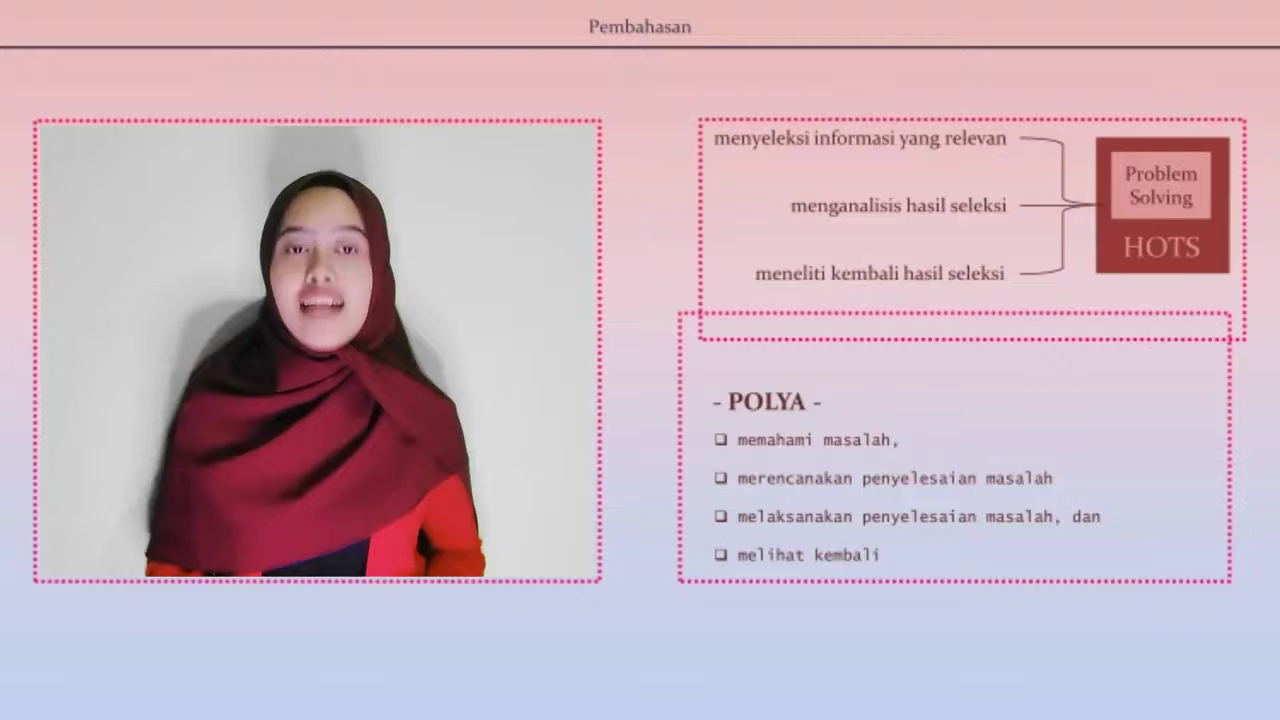 Pembahasan
menyeleksi informasi yang relevan
menganalisis hasil seleksi
meneliti kembali hasil seleksi
Problem
Solving
HOTS
- POLYA -
❑ memahami masalah,
❑ merencanakan penyelesaian masalah
❑ melaksanakan penyelesaian masalah, dan
❑ melihat kembali